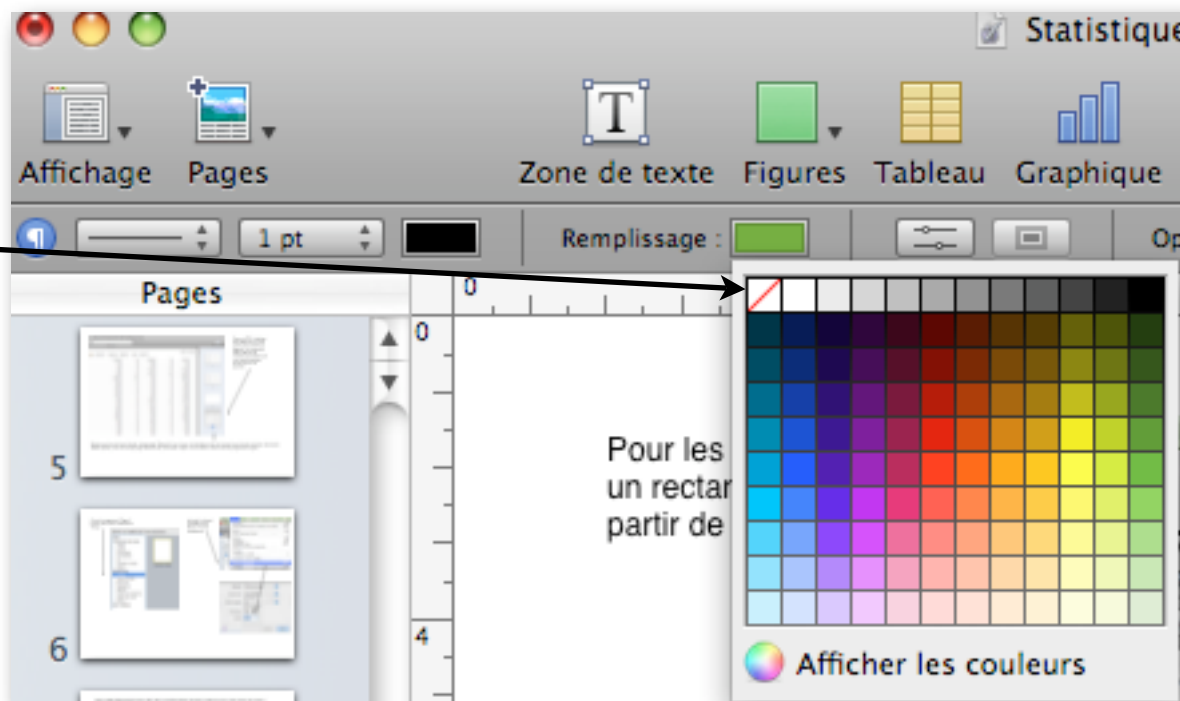 Statistique
Affichage Pages Zone de texte Figures Tableau Graphique
1 pt Remplissage : Op
Pages
0
0
5
Pour les
un rectan
partir de
6
4
Afficher les couleurs